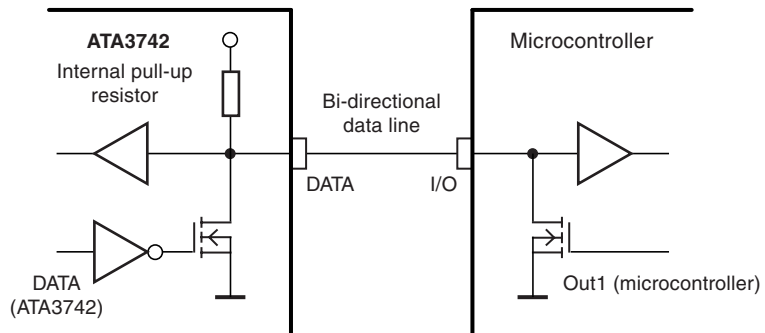 ATA3742
Internal pull-up
resistor
Bi-directional
data line
Microcontroller
DATA
I/O
DATA
(ATA3742)
Out1 (microcontroller)